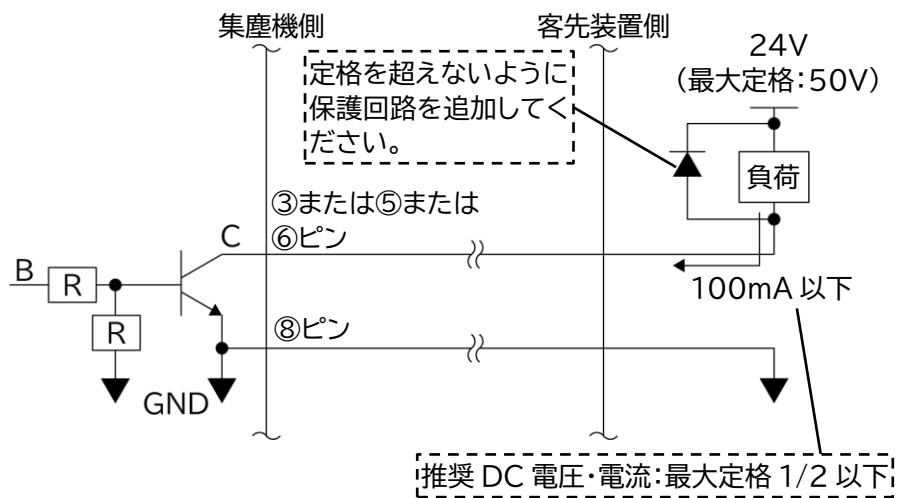 集塵機側
客先装置側
24V
（最大定格:50V）
定格を超えないように
保護回路を追加してく
ださい。
負荷
③または⑤または
⑥ピン
C
B
R
R
100mA 以下
⑧ピン
GND
推奨 DC 電圧・電流:最大定格 1/2 以下